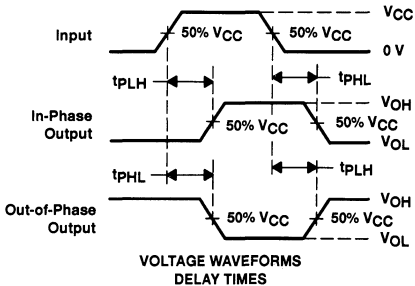 VCC
Input
50% VCC
50% VCC
0 V
tPLH
tPHL
VOH
In-Phase
Output
50% VCC
50% VCC
VOL
tPHL
tPLH
VOH
Out-of-Phase
Output
50% VCC
50% VCC
VOL
VOLTAGE WAVEFORMS
DELAY TIMES